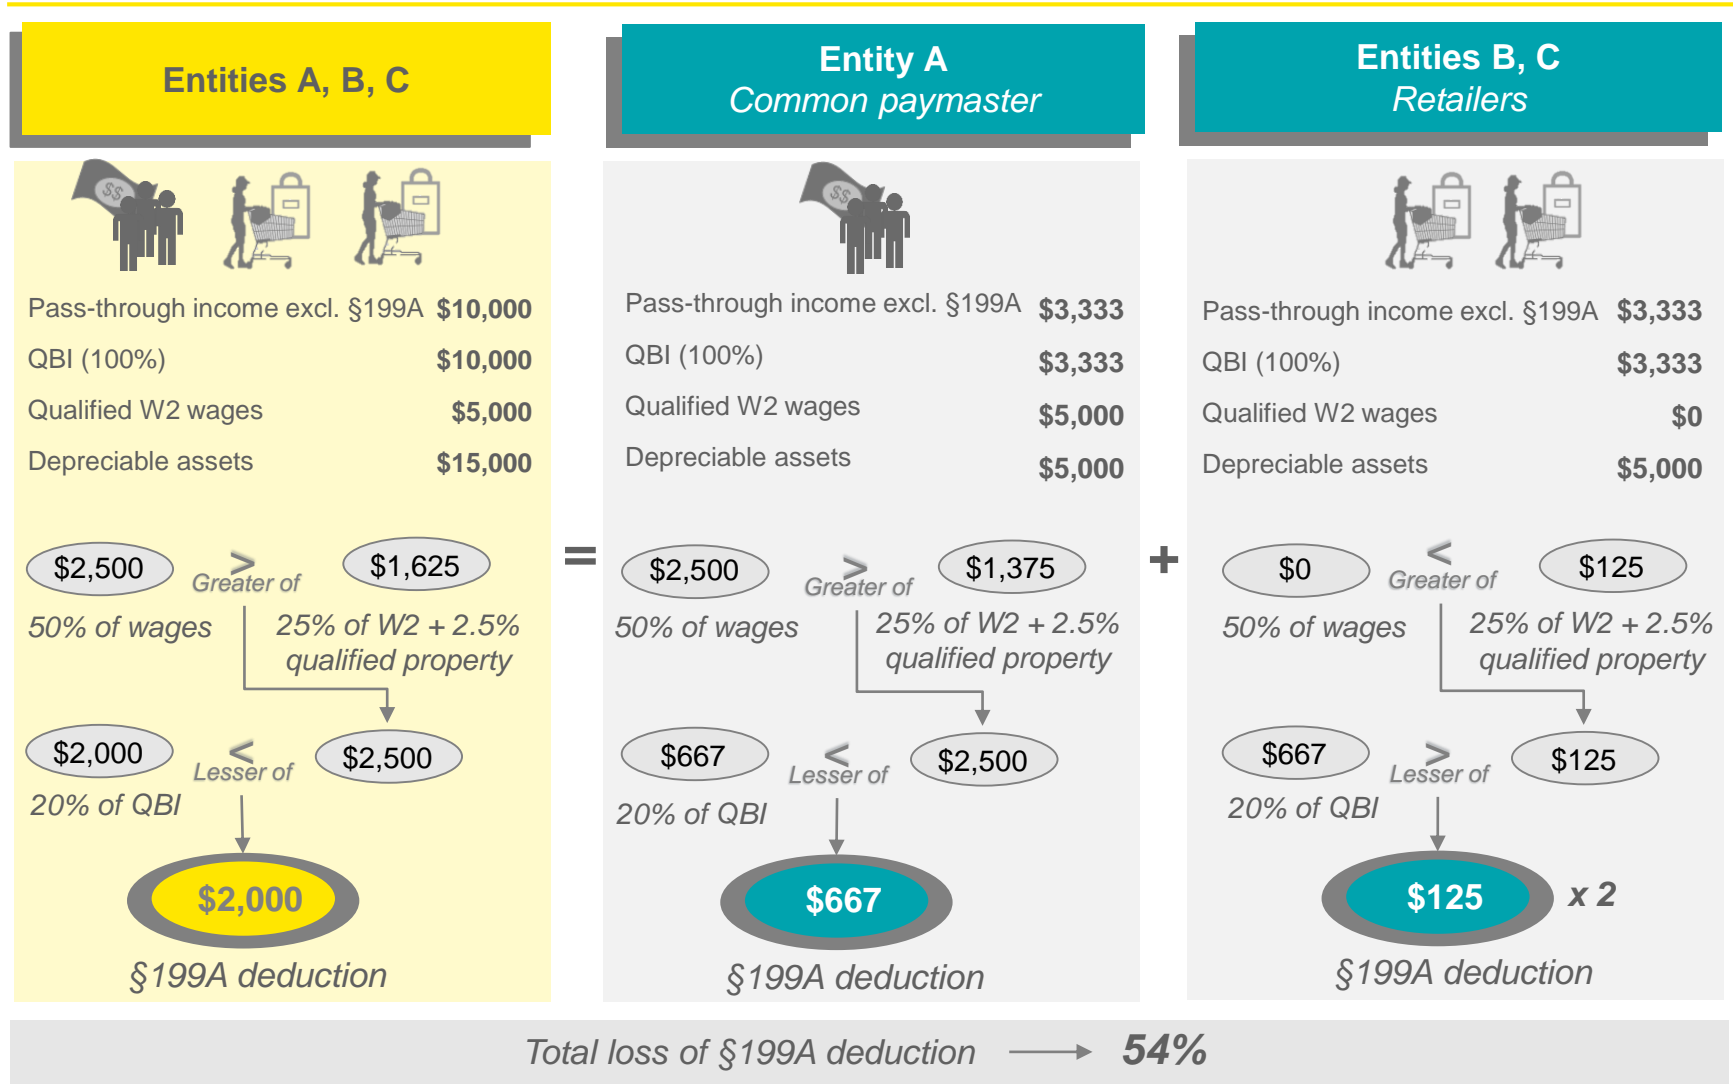 Entities A, B, C
$$
Pass-through income excl. §199A $10,000
QBI (100%) $10,000
Qualified W2 wages $5,000
Depreciable assets $15,000
$2,500 > $1,625
Greater of
50% of wages 25% of W2 + 2.5%
qualified property
$2,000 < $2,500
Lesser of
20% of QBI
$2,000
§199A deduction
=
Entity A
Common paymaster
$$
Pass-through income excl. §199A $3,333
QBI (100%) $3,333
Qualified W2 wages $5,000
Depreciable assets $5,000
$2,500 > $1,375
Greater of
50% of wages 25% of W2 + 2.5%
qualified property
$667 < $2,500
Lesser of
20% of QBI
$667
§199A deduction
+
Entities B, C
Retailers
Pass-through income excl. §199A $3,333
QBI (100%) $3,333
Qualified W2 wages $0
Depreciable assets $5,000
$0 < $125
Greater of
50% of wages 25% of W2 + 2.5%
qualified property
$667 > $125
Lesser of
20% of QBI
$125 x 2
§199A deduction
Total loss of §199A deduction 54%